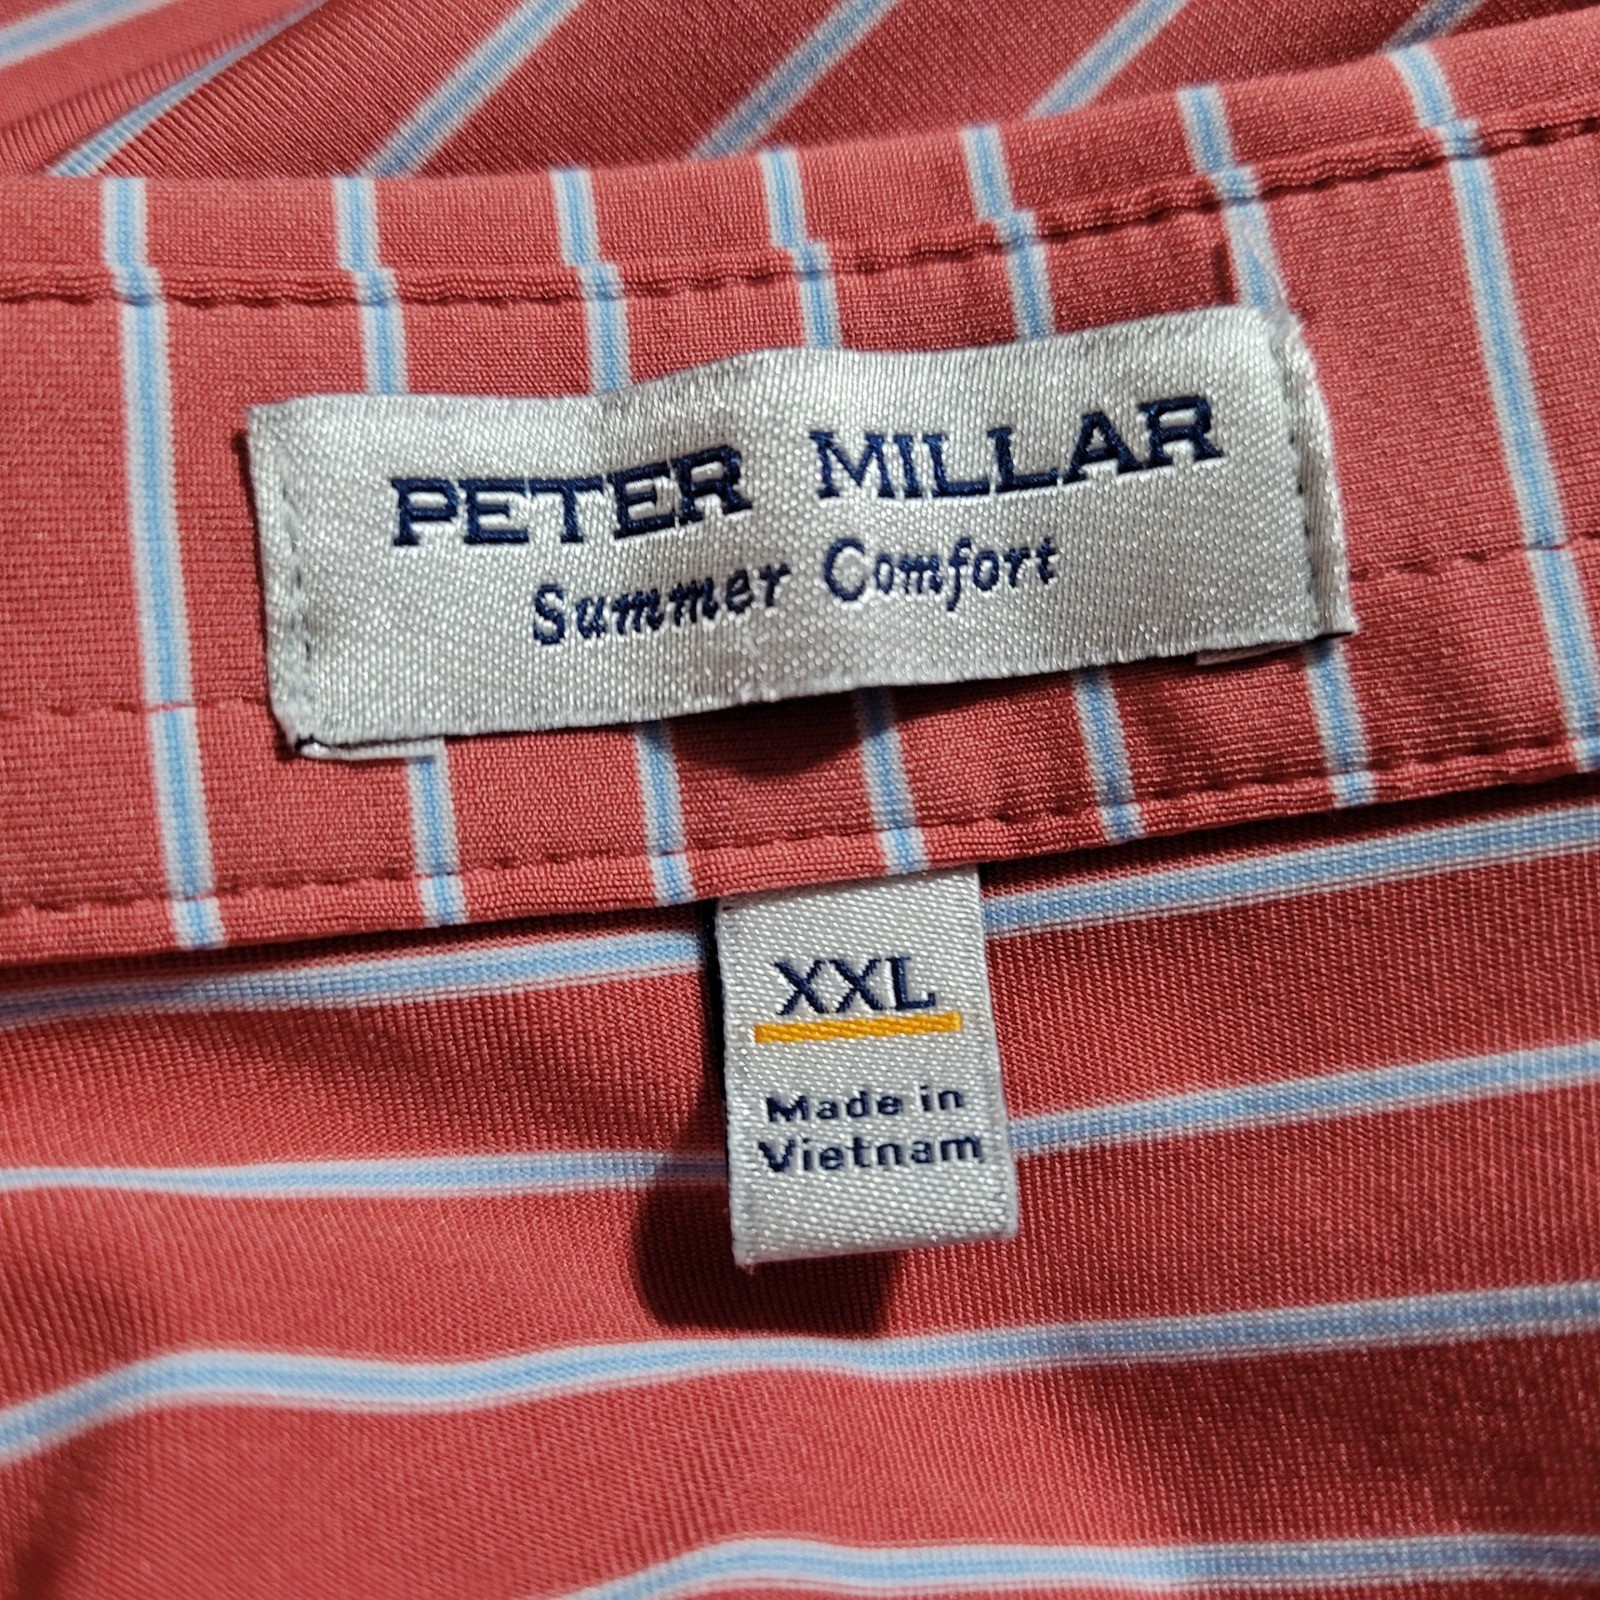 PETER MILLAR
Summer Comfort
XXL
Made in
Vietnam